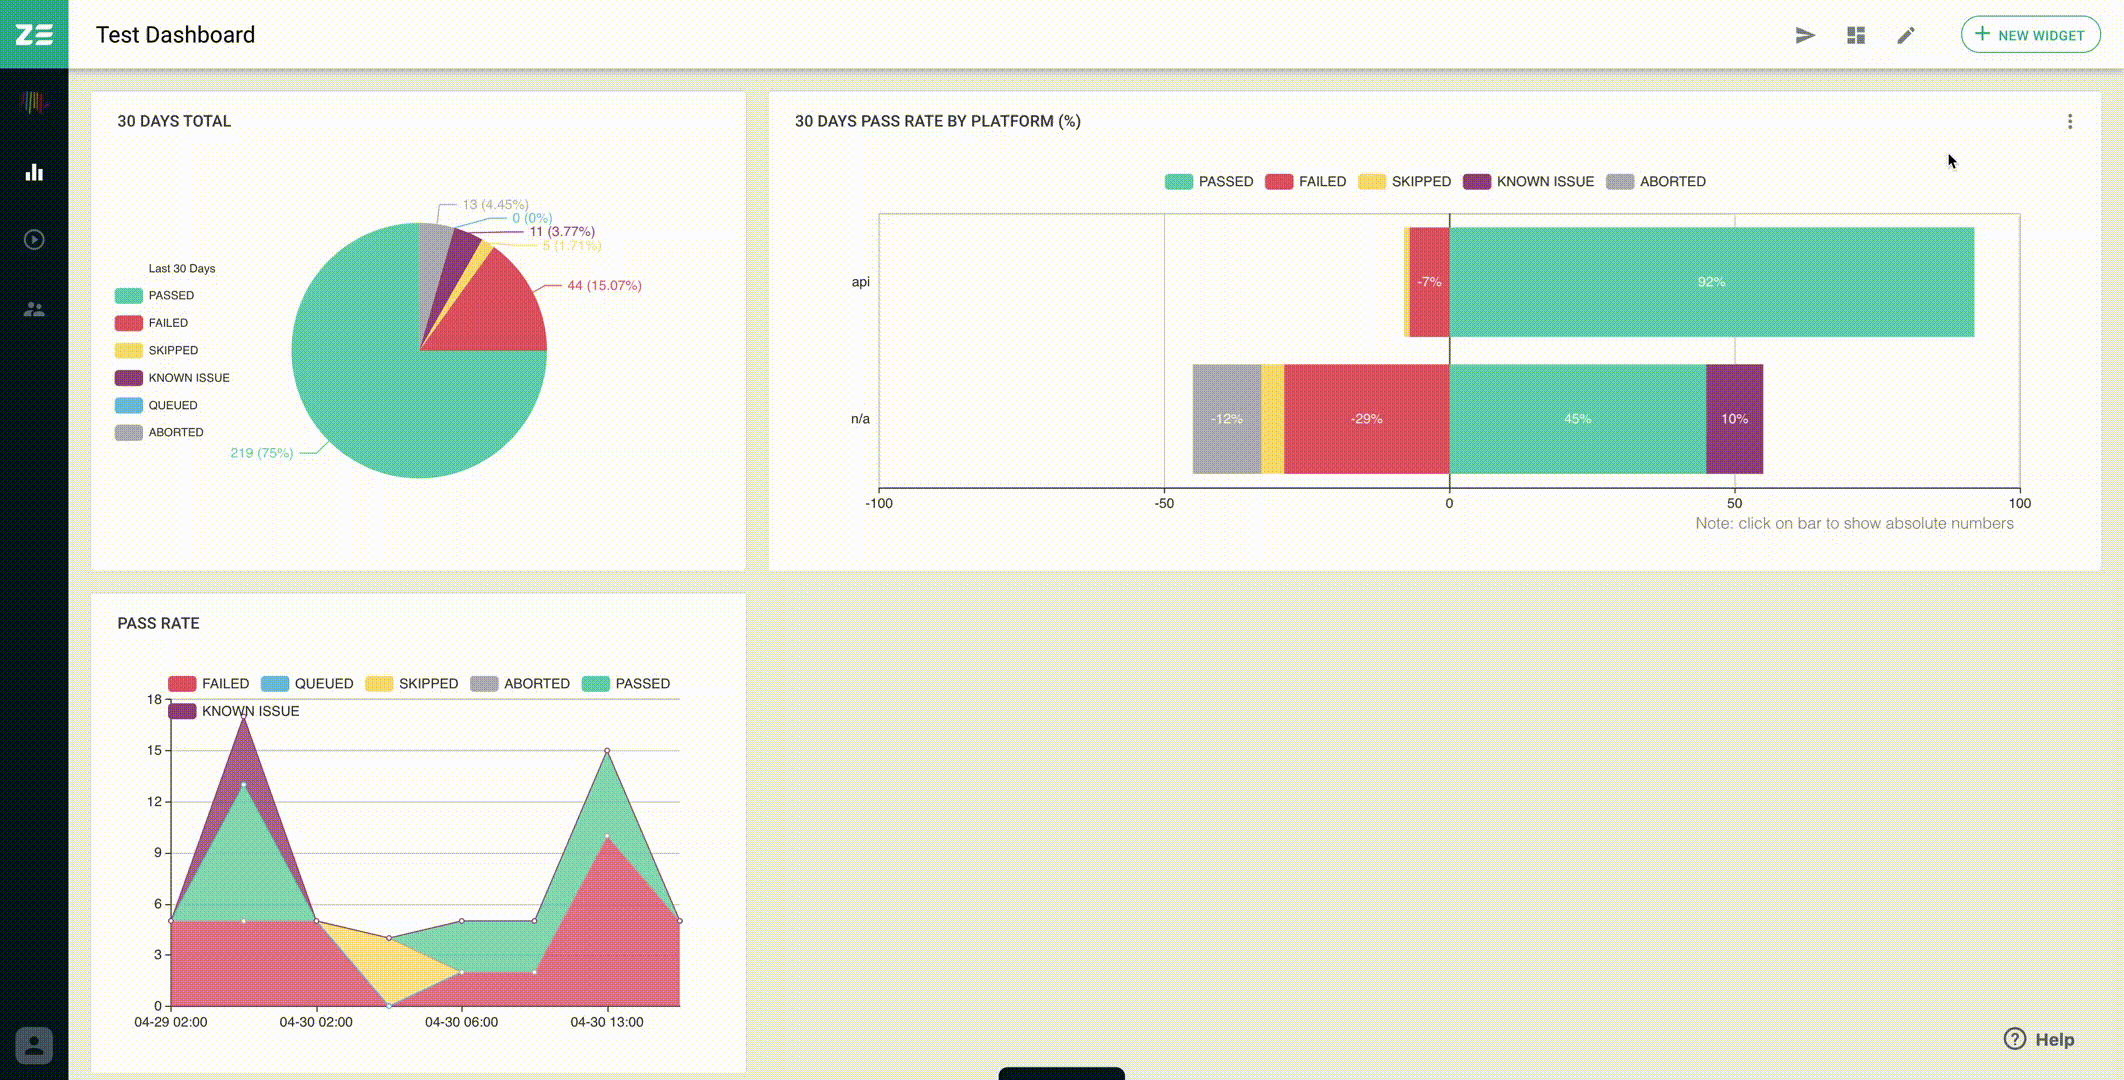 ZE
Test Dashboard
NEW WIDGET
30 DAYS TOTAL
13 (4.45%)
0 (0%)
11 (3.77%)
5 (1.71%)
44 (15.07%)
219 (75%)
Last 30 Days
PASSED
FAILED
SKIPPED
KNOWN ISSUE
QUEUED
ABORTED
30 DAYS PASS RATE BY PLATFORM (%)
PASSED FAILED SKIPPED KNOWN ISSUE ABORTED
api
-7% 92%
n/a
-12% -29% 45% 10%
-100 -50 0 50 100
Note: click on bar to show absolute numbers
PASS RATE
FAILED QUEUED SKIPPED ABORTED PASSED
KNOWN ISSUE
18
15
12
9
6
3
0
04-29 02:00 04-30 02:00 04-30 06:00 04-30 13:00
? Help